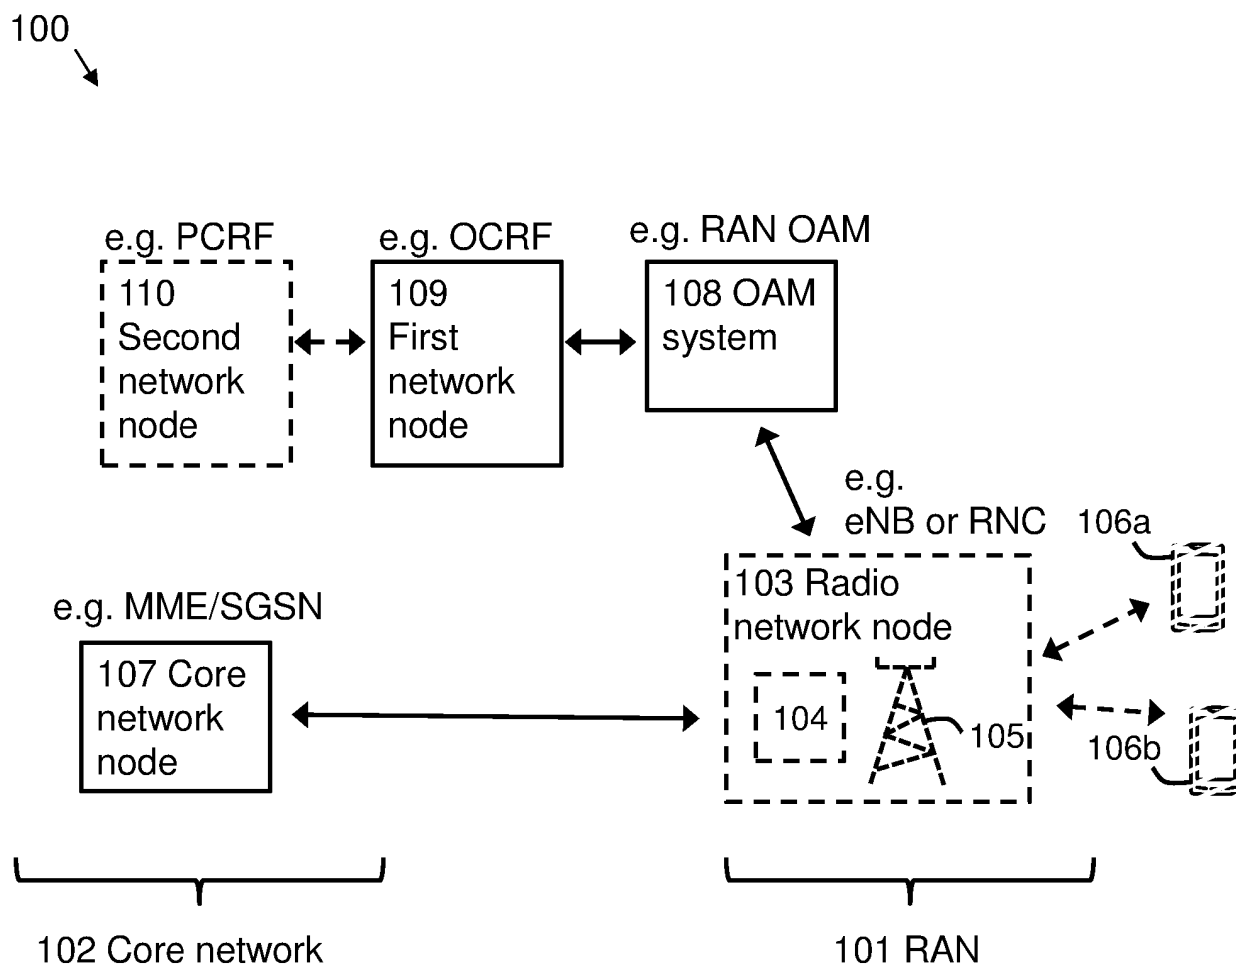 100
e.g. PCRF
110
Second
network
node
e.g. OCRF
109
First
network
node
e.g. RAN OAM
108 OAM
system
e.g.
eNB or RNC
106a
103 Radio
network node
104
105
106b
e.g. MME/SGSN
107 Core
network
node
102 Core network
101 RAN